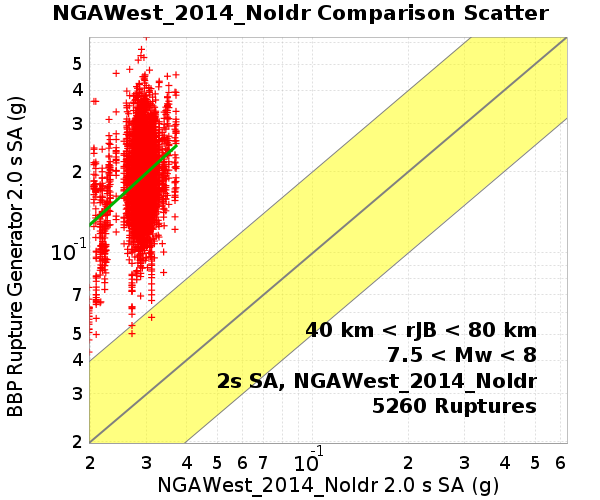 NGAWest_2014_NoIdr Comparison Scatter
BBP Rupture Generator 2.0 s SA (g)
5
4
3
2
10-1
7
5
4
3
2
40 km < rJB < 80 km
7.5 < Mw < 8
2s SA, NGAWest_2014_NoIdr
5260 Ruptures
2 3 4 5 6 7 10-1 2 3 4 5 6
NGAWest_2014_NoIdr 2.0 s SA (g)